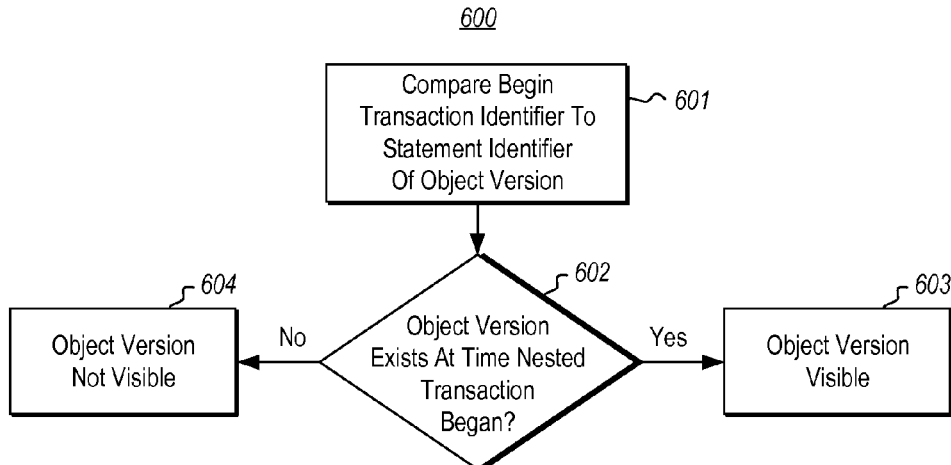 600
Compare Begin
Transaction Identifier To
Statement Identifier
Of Object Version
601
602
Object Version
Exists At Time Nested
Transaction
Began?
No
Yes
604
Object Version
Not Visible
603
Object Version
Visible